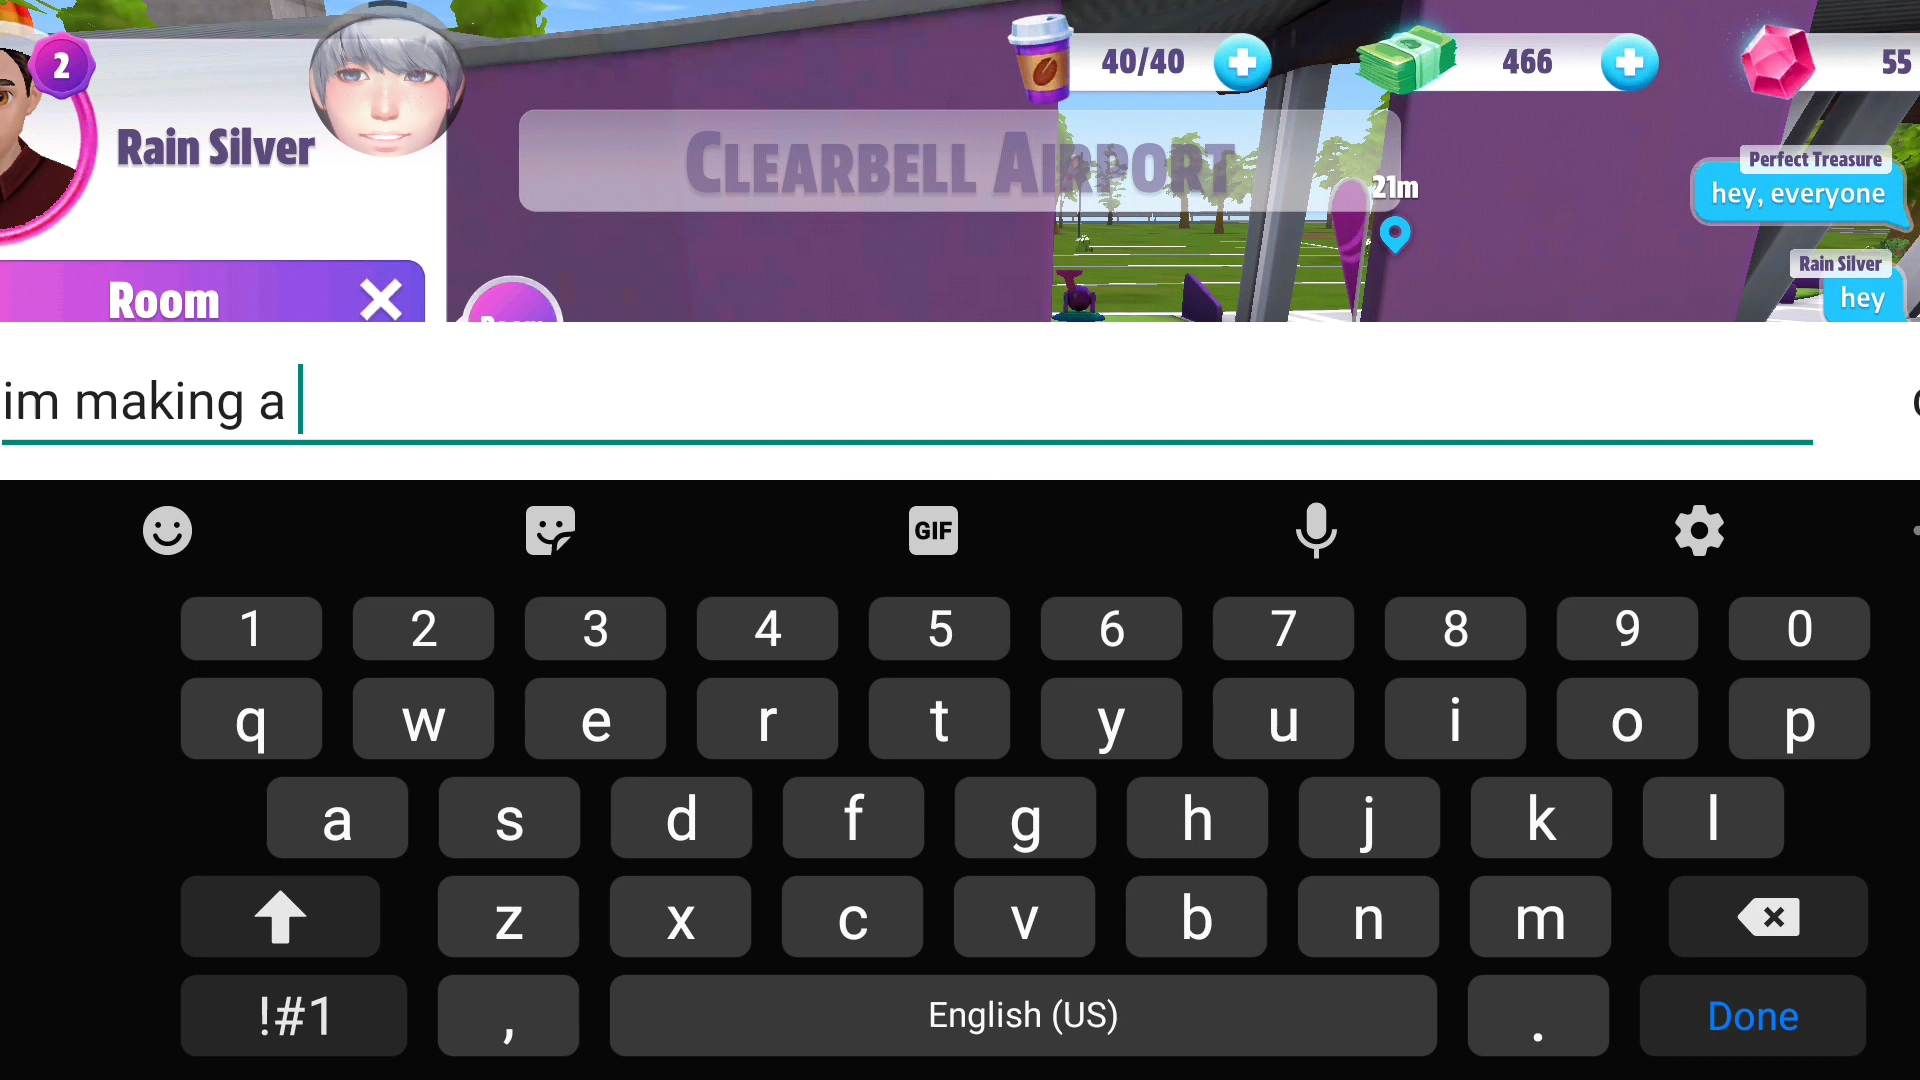 2
40/40
466
55
Rain Silver
CLEARBELL AIRPORT
21m
Perfect Treasure
hey, everyone
Rain Silver
hey
Room
im making a
GIF
1 2 3 4 5 6 7 8 9 0
q w e r t y u i o p
a s d f g h j k l
z x c v b n m
!#1 , English (US) . Done